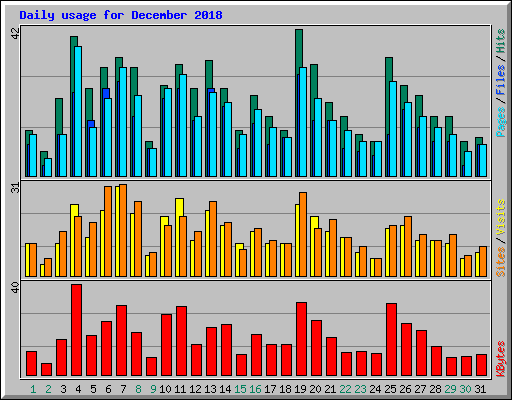 Daily usage for December 2018
42
Pages / Files / Hits
31
Sites / Visits
40
KBytes
1 2 3 4 5 6 7 8 9 10 11 12 13 14 15 16 17 18 19 20 21 22 23 24 25 26 27 28 29 30 31